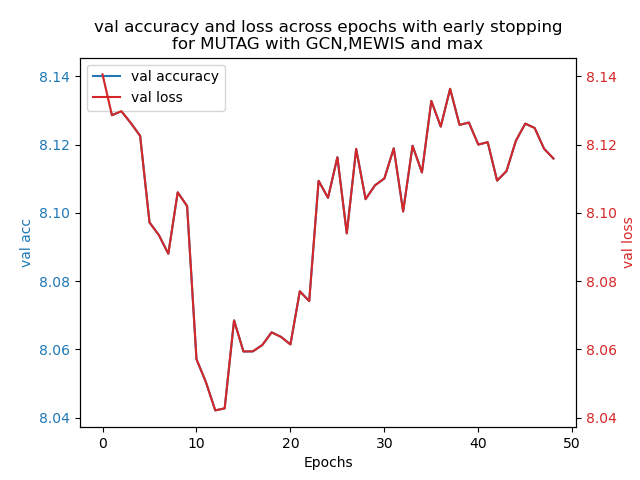 val accuracy and loss across epochs with early stopping
for MUTAG with GCN,MEWIS and max
val accuracy
val loss
8.14
8.12
8.10
8.08
8.06
8.04
val acc
8.14
8.12
8.10
8.08
8.06
8.04
val loss
0 10 20 30 40 50
Epochs